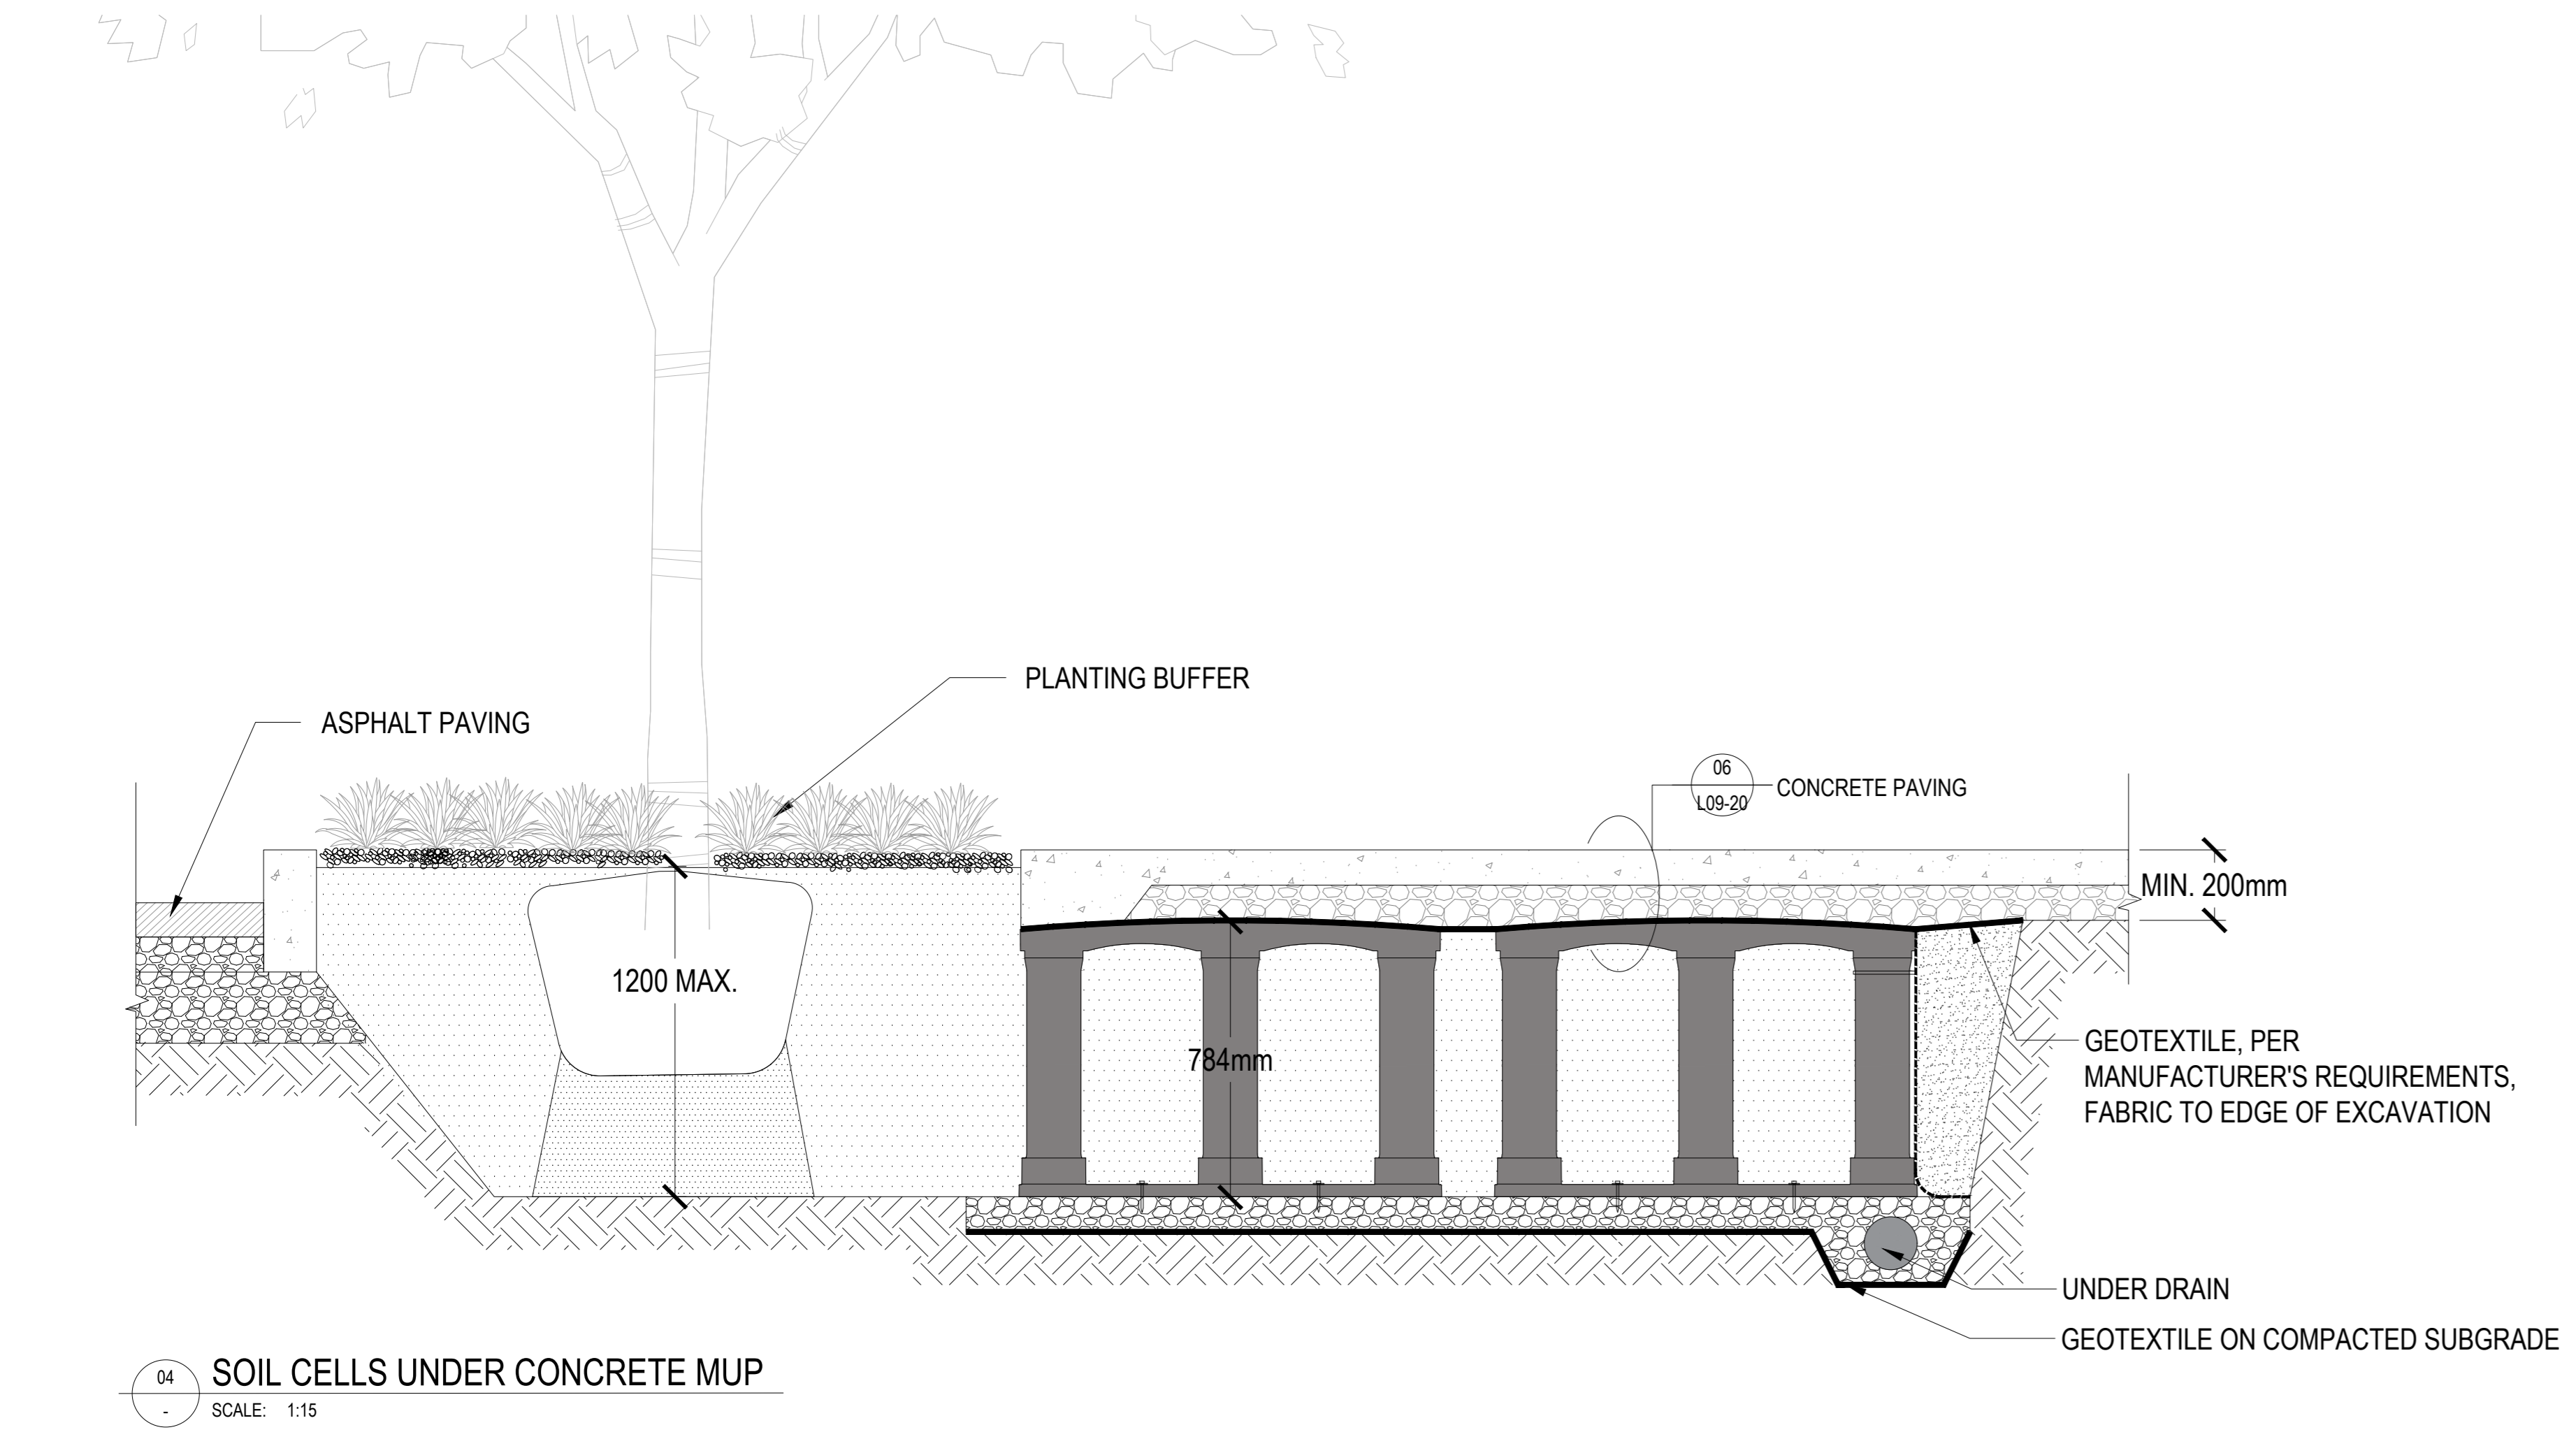 PLANTING BUFFER
ASPHALT PAVING
06
L09-20
CONCRETE PAVING
MIN. 200mm
1200 MAX.
784mm
GEOTEXTILE, PER
MANUFACTURER'S REQUIREMENTS,
FABRIC TO EDGE OF EXCAVATION
UNDER DRAIN
GEOTEXTILE ON COMPACTED SUBGRADE
04
-
SOIL CELLS UNDER CONCRETE MUP
SCALE: 1:15